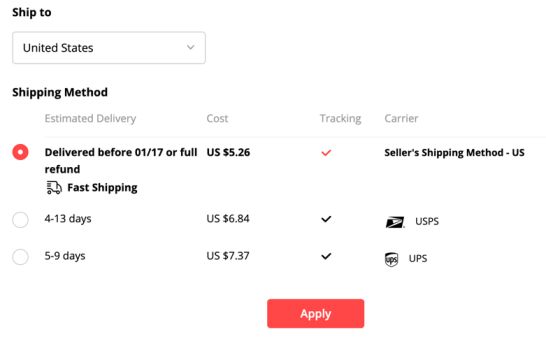 Ship to
United States
Shipping Method
Estimated Delivery Cost Tracking Carrier
Delivered before 01/17 or full US $5.26 Seller's Shipping Method - US
refund
Fast Shipping
4-13 days US $6.84 USPS
5-9 days US $7.37 ups UPS
Apply